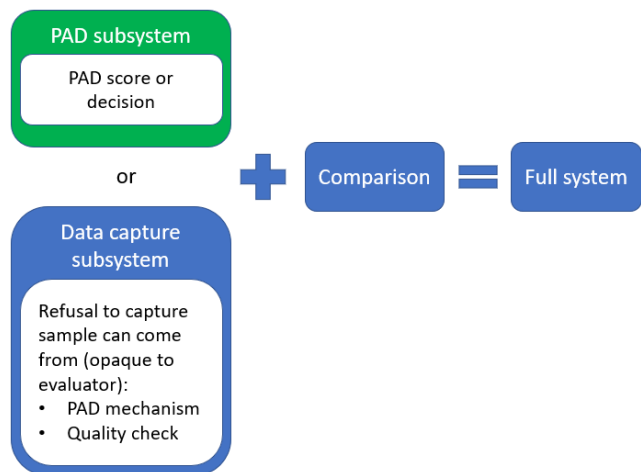 PAD subsystem
PAD score or
decision
or
Comparison
Full system
Data capture
subsystem
Refusal to capture
sample can come
from (opaque to
evaluator):
• PAD mechanism
• Quality check